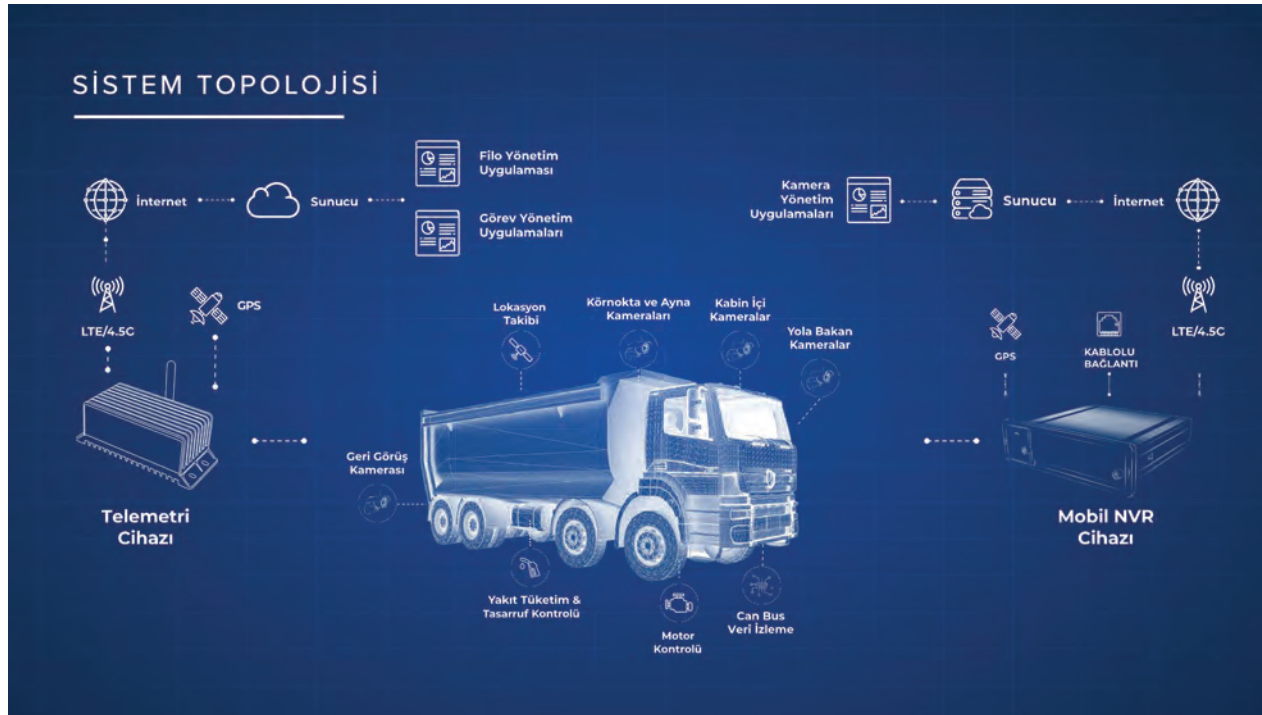 SİSTEM TOPOLOJİSİ
Filo Yönetim
Uygulaması
İnternet
Sunucu
Görev Yönetim
Uygulamaları
Kamera
Yönetim
Uygulamaları
Sunucu
İnternet
LTE/4.5C
GPS
Lokasyon
Takibi
Körnokta ve Ayna
Kameraları
Kabin İçi
Kameralar
Yola Bakan
Kameralar
GPS
KABLOLU
BAĞLANTI
LTE/4.5C
Geri Görüş
Kamerası
Telemetri
Cihazı
Mobil NVR
Cihazı
Yakıt Tüketim &
Tasarruf Kontrolü
Motor
Kontrolü
Can Bus
Veri İzleme